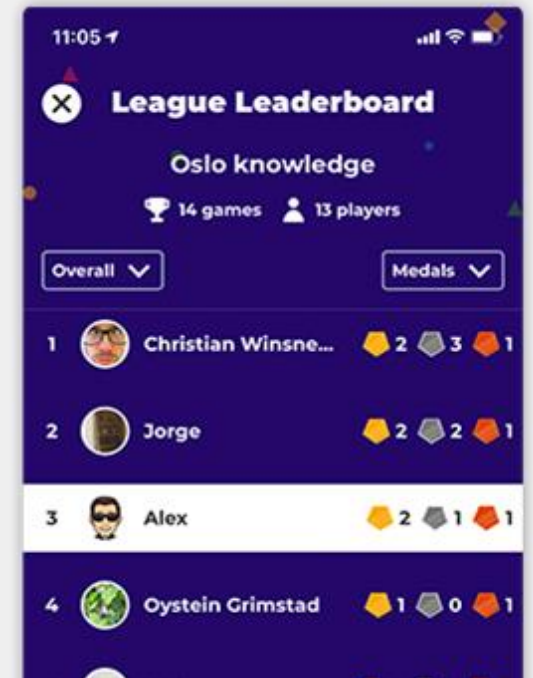 11:05
League Leaderboard
Oslo knowledge
14 games 13 players
Overall Medals
1 Christian Winsne... 2 3 1
2 Jorge 2 2 1
3 Alex 2 1 1
4 Oystein Grimstad 1 0 1